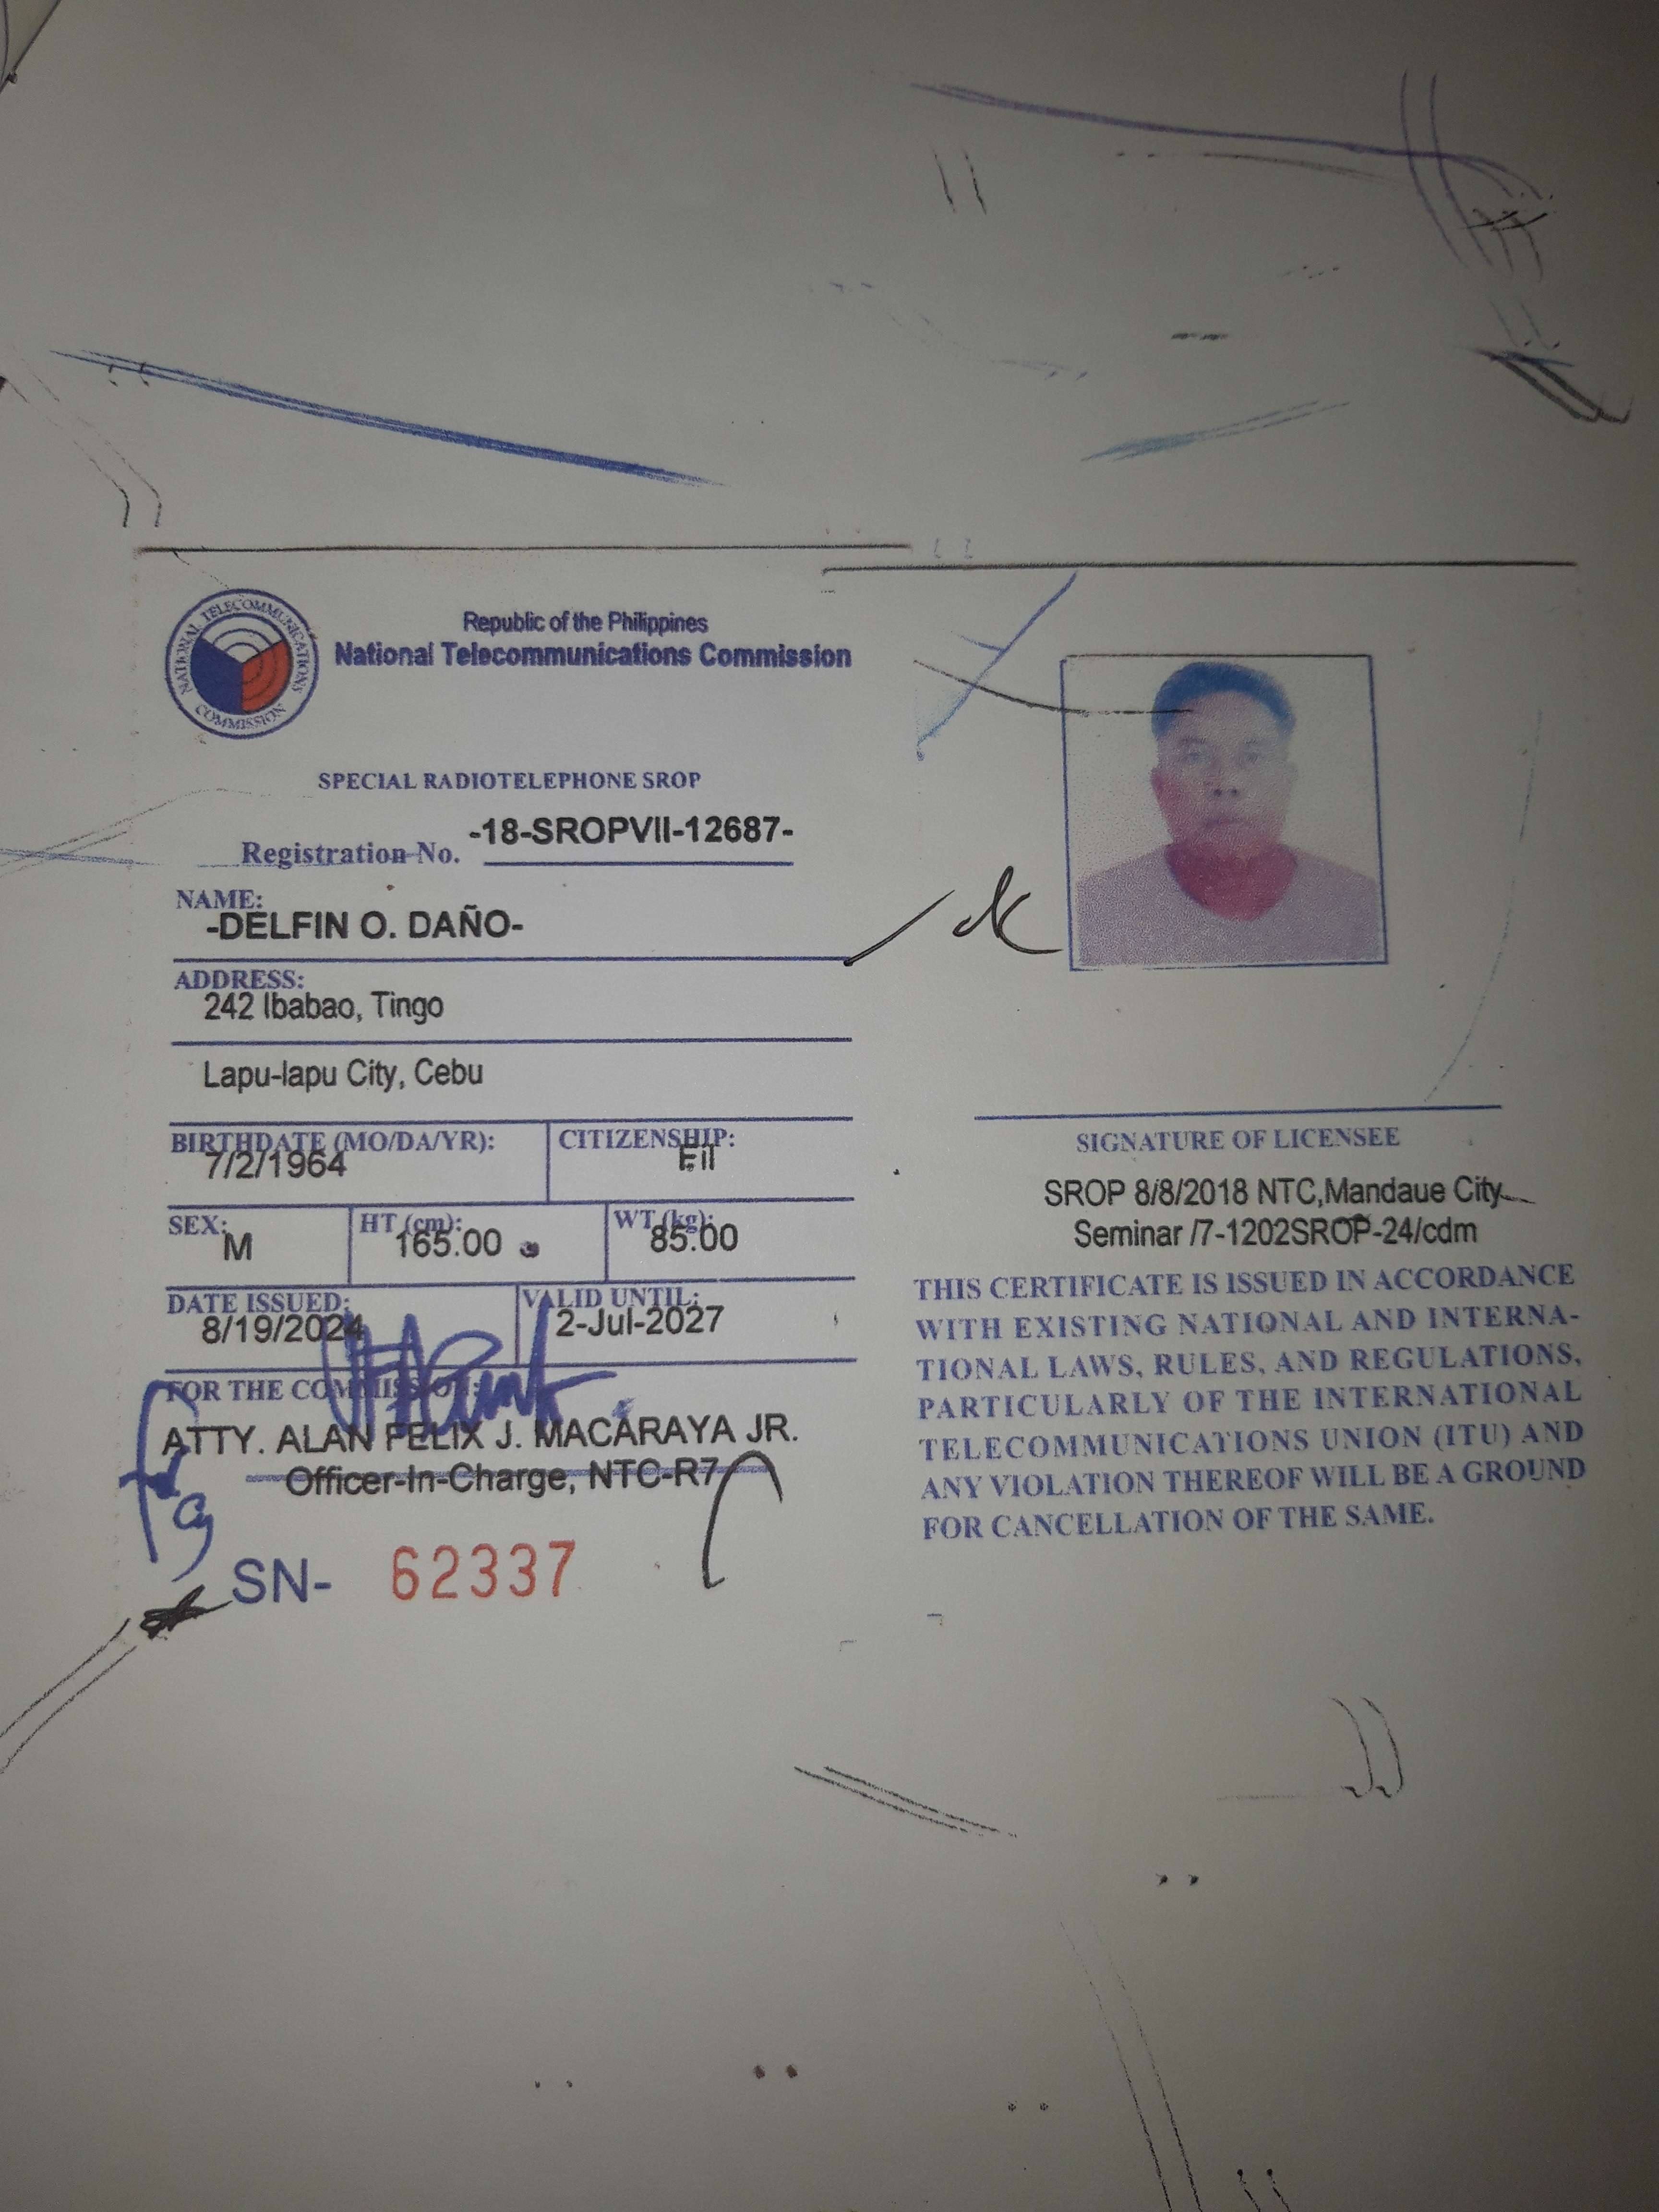 NATIONAL TELECOMMUNICATIONS COMMISSION
Republic of the Philippines
National Telecommunications Commission
SPECIAL RADIOTELEPHONE SROP
Registration No. -18-SROPVII-12687-
NAME:
-DELFIN O. DAÑO-
ADDRESS:
242 Ibabao, Tingo
Lapu-lapu City, Cebu
BIRTHDATE (MO/DA/YR): CITIZENSHIP:
7/2/1964 Fil
SEX: HT (cm): WT (kg):
M 165.00 85.00
DATE ISSUED: VALID UNTIL:
8/19/2024 2-Jul-2027
FOR THE COMMISSION:
ATTY. ALAN FELIX J. MACARAYA JR.
Officer-In-Charge, NTC-R7
SN- 62337
SIGNATURE OF LICENSEE
SROP 8/8/2018 NTC,Mandaue City
Seminar /7-1202SROP-24/cdm
THIS CERTIFICATE IS ISSUED IN ACCORDANCE
WITH EXISTING NATIONAL AND INTERNA-
TIONAL LAWS, RULES, AND REGULATIONS,
PARTICULARLY OF THE INTERNATIONAL
TELECOMMUNICATIONS UNION (ITU) AND
ANY VIOLATION THEREOF WILL BE A GROUND
FOR CANCELLATION OF THE SAME.